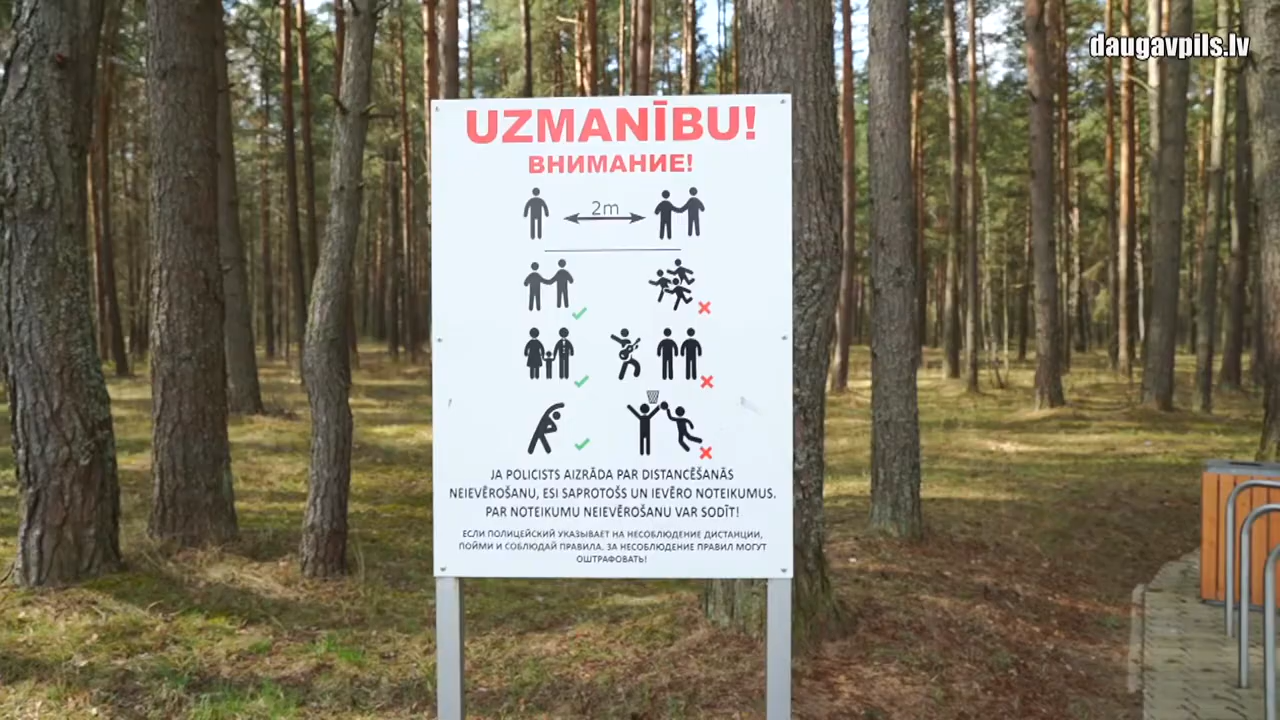 daugavpils.lv
UZMANĪBU!
ВНИМАНИЕ!
2m
JA POLICISTS AIZRĀDA PAR DISTANCĒŠANĀS
NEIEVĒROŠANU, ESI SAPROTOŠS UN IEVĒRO NOTEIKUMUS.
PAR NOTEIKUMU NEIEVĒROŠANU VAR SODĪT!
ЕСЛИ ПОЛИЦЕЙСКИЙ УКАЗЫВАЕТ НА НЕСОБЛЮДЕНИЕ ДИСТАНЦИИ,
ПОЙМИ И СОБЛЮДАЙ ПРАВИЛА. ЗА НЕСОБЛЮДЕНИЕ ПРАВИЛ МОГУТ
ОШТРАФОВАТЬ!